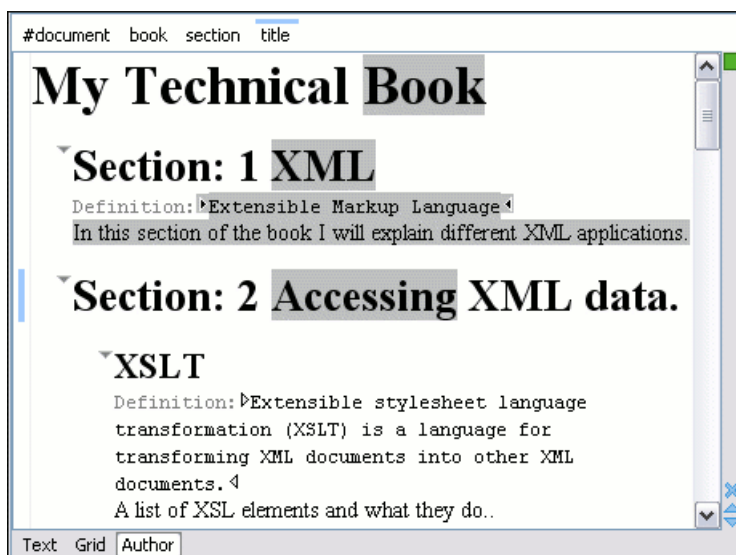 #document book section title
My Technical Book
Section: 1 XML
Definition: Extensible Markup Language
In this section of the book I will explain different XML applications.
Section: 2 Accessing XML data.
XSLT
Definition: Extensible stylesheet language
transformation (XSLT) is a language for
transforming XML documents into other XML
documents.
A list of XSL elements and what they do..
Text Grid Author